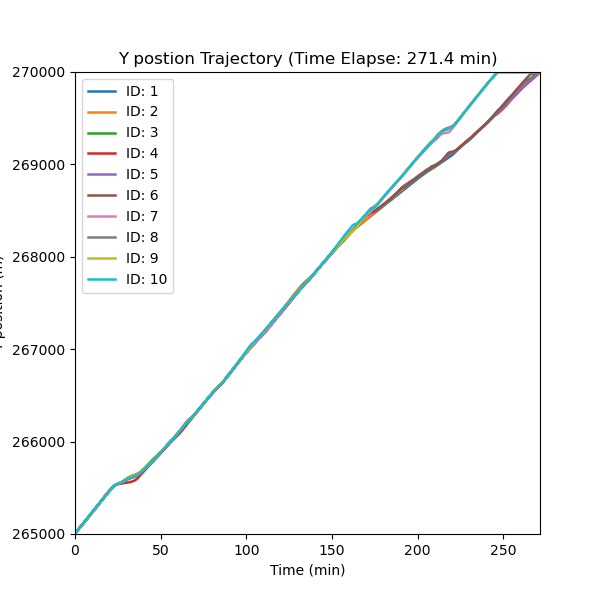 Y postion Trajectory (Time Elapse: 271.4 min)
270000
269000
268000
267000
266000
265000
ID: 1
ID: 2
ID: 3
ID: 4
ID: 5
ID: 6
ID: 7
ID: 8
ID: 9
ID: 10
0 50 100 150 200 250
Time (min)